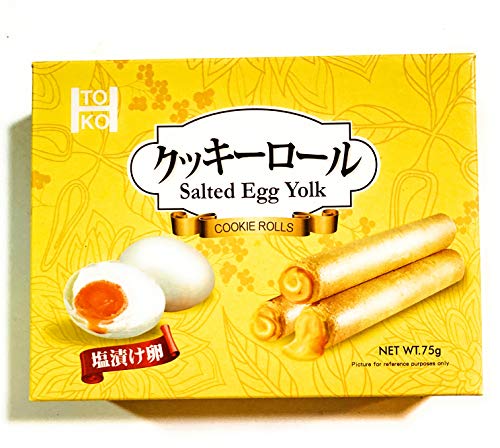 TO
KO
クッキーロール
Salted Egg Yolk
COOKIE ROLLS
塩漬け卵
NET WT.75g
Picture for reference purposes only